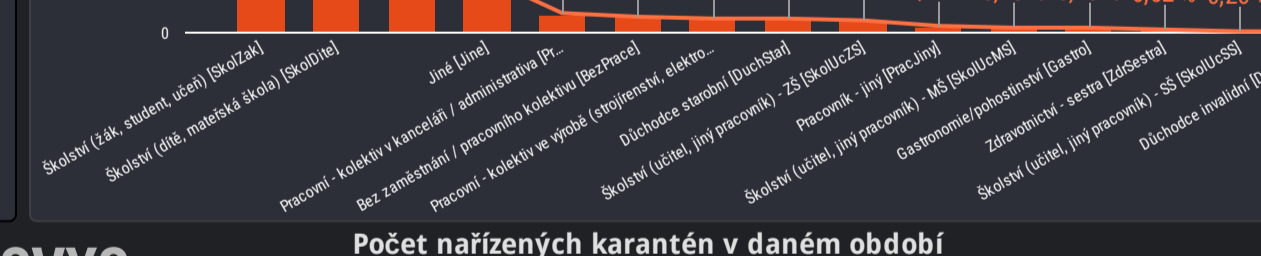 0
Školství (žák, student, učeň) [SkolZak]
Školství (dítě, mateřská škola) [SkolDite]
Jiné [Jine]
Pracovní - kolektiv v kanceláři / administrativa [Pr...
Bez zaměstnání / pracovního kolektivu [BezPrace]
Pracovní - kolektiv ve výrobě (strojírenství, elektro...
Důchodce starobní [DuchStar]
Školství (učitel, jiný pracovník) - ZŠ [SkolUcZS]
Pracovník - jiný [PracJiny]
Školství (učitel, jiný pracovník) - MŠ [SkolUcMS]
Gastronomie/pohostinství [Gastro]
Zdravotnictví - sestra [ZdrSestra]
Školství (učitel, jiný pracovník) - SŠ [SkolUcSS]
Důchodce invalidní [D
Počet nařízených karantén v daném období